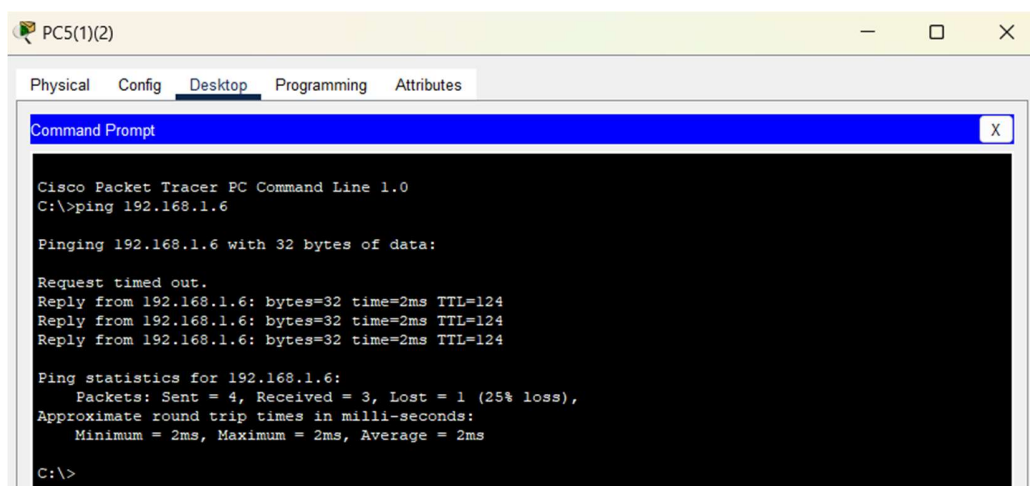 PC5(1)(2)
Physical Config Desktop Programming Attributes
Command Prompt X
Cisco Packet Tracer PC Command Line 1.0
C:\>ping 192.168.1.6
Pinging 192.168.1.6 with 32 bytes of data:
Request timed out.
Reply from 192.168.1.6: bytes=32 time=2ms TTL=124
Reply from 192.168.1.6: bytes=32 time=2ms TTL=124
Reply from 192.168.1.6: bytes=32 time=2ms TTL=124
Ping statistics for 192.168.1.6:
Packets: Sent = 4, Received = 3, Lost = 1 (25% loss),
Approximate round trip times in milli-seconds:
Minimum = 2ms, Maximum = 2ms, Average = 2ms
C:\>